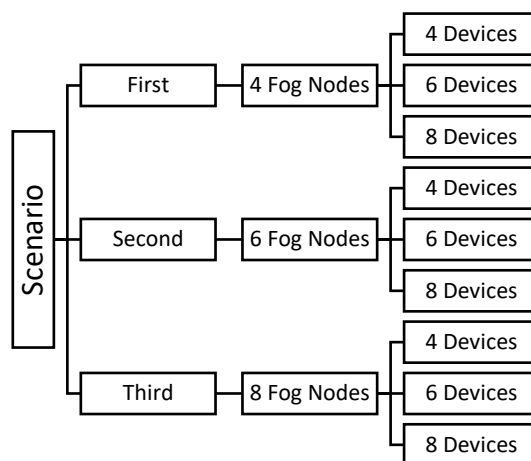 Scenario
First
4 Fog Nodes
4 Devices
6 Devices
8 Devices
Second
6 Fog Nodes
4 Devices
6 Devices
8 Devices
Third
8 Fog Nodes
4 Devices
6 Devices
8 Devices